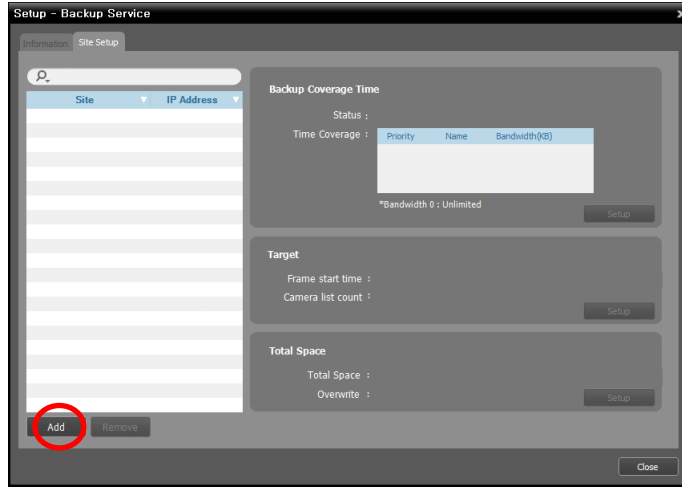 Setup - Backup Service
Information Site Setup
Site IP Address
Backup Coverage Time
Status :
Time Coverage :
Priority Name Bandwidth(KB)
*Bandwidth 0 : Unlimited
Setup
Target
Frame start time :
Camera list count :
Setup
Total Space
Total Space :
Overwrite :
Setup
Add Remove
Close